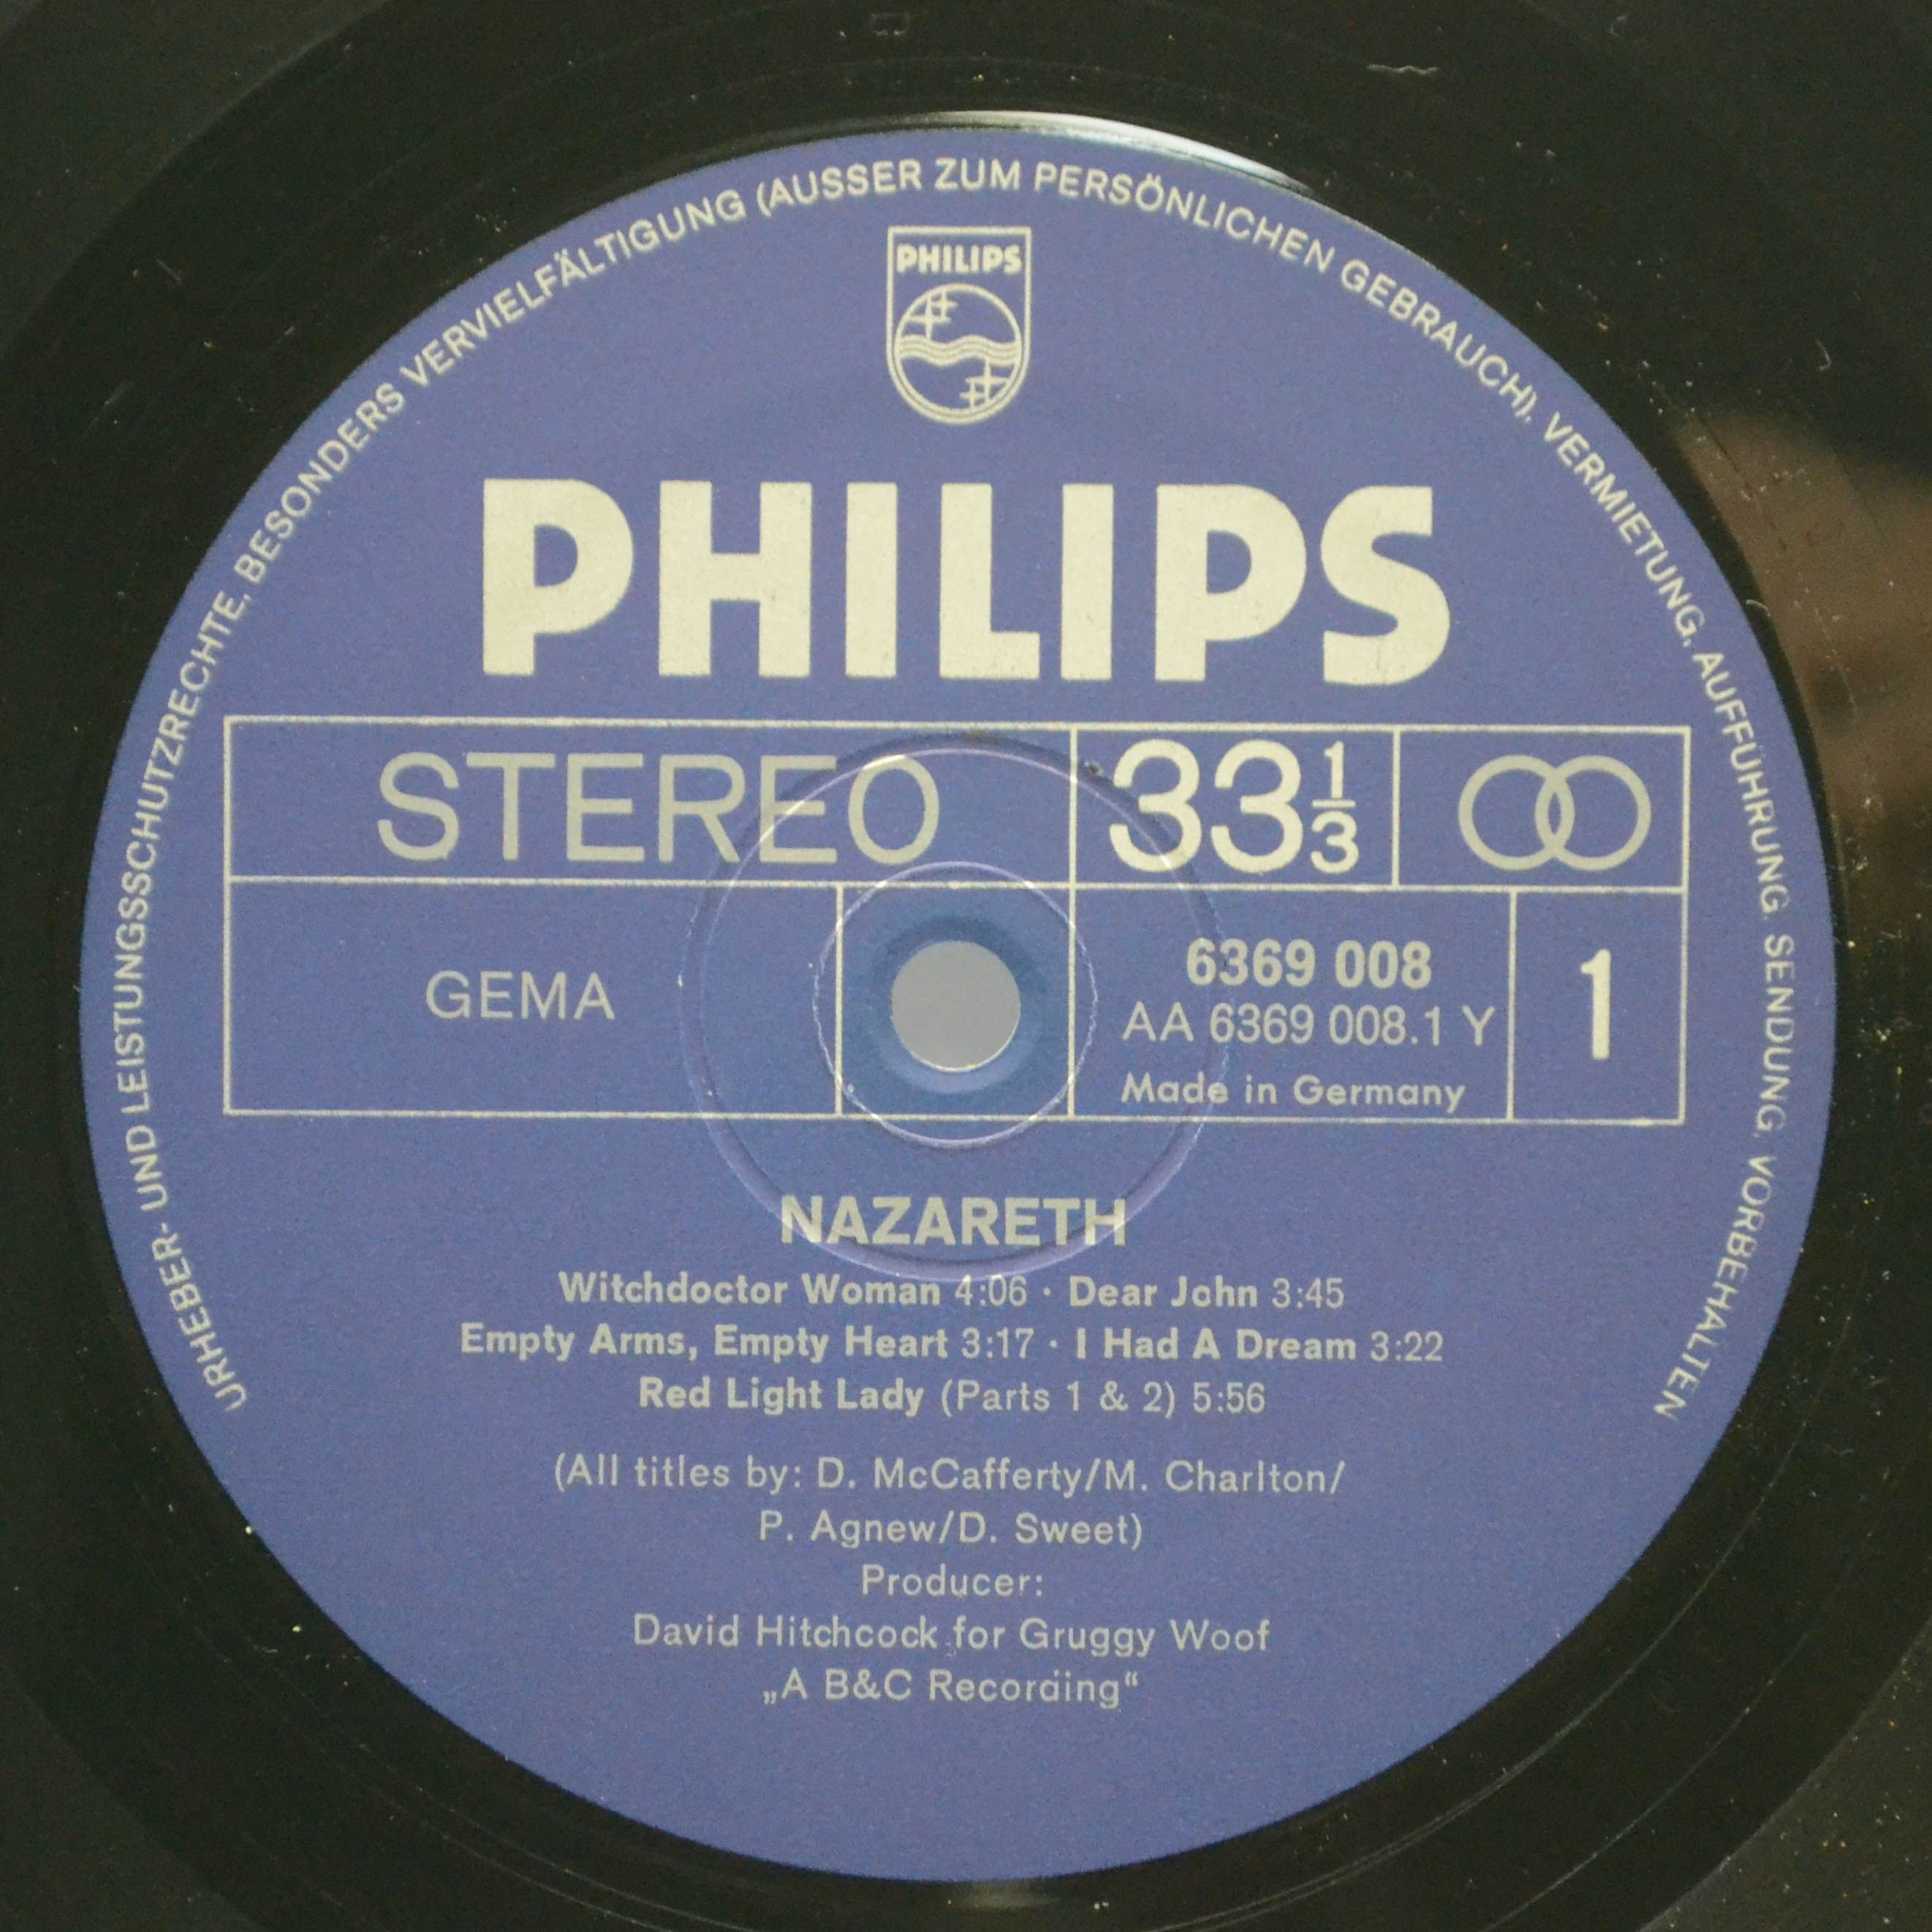 URHEBER- UND LEISTUNGSSCHUTZRECHTE, BESONDERS VERVIELFÄLTIGUNG (AUSSER ZUM PERSÖNLICHEN GEBRAUCH), VERMIETUNG, AUFFÜHRUNG, SENDUNG, VORBEHALTEN
PHILIPS
PHILIPS
STEREO 33 1/3
GEMA 6369 008 1
AA 6369 008.1 Y
Made in Germany
NAZARETH
Witchdoctor Woman 4:06 · Dear John 3:45
Empty Arms, Empty Heart 3:17 · I Had A Dream 3:22
Red Light Lady (Parts 1 & 2) 5:56
(All titles by: D. McCafferty/M. Charlton/
P. Agnew/D. Sweet)
Producer:
David Hitchcock for Gruggy Woof
„A B&C Recording“